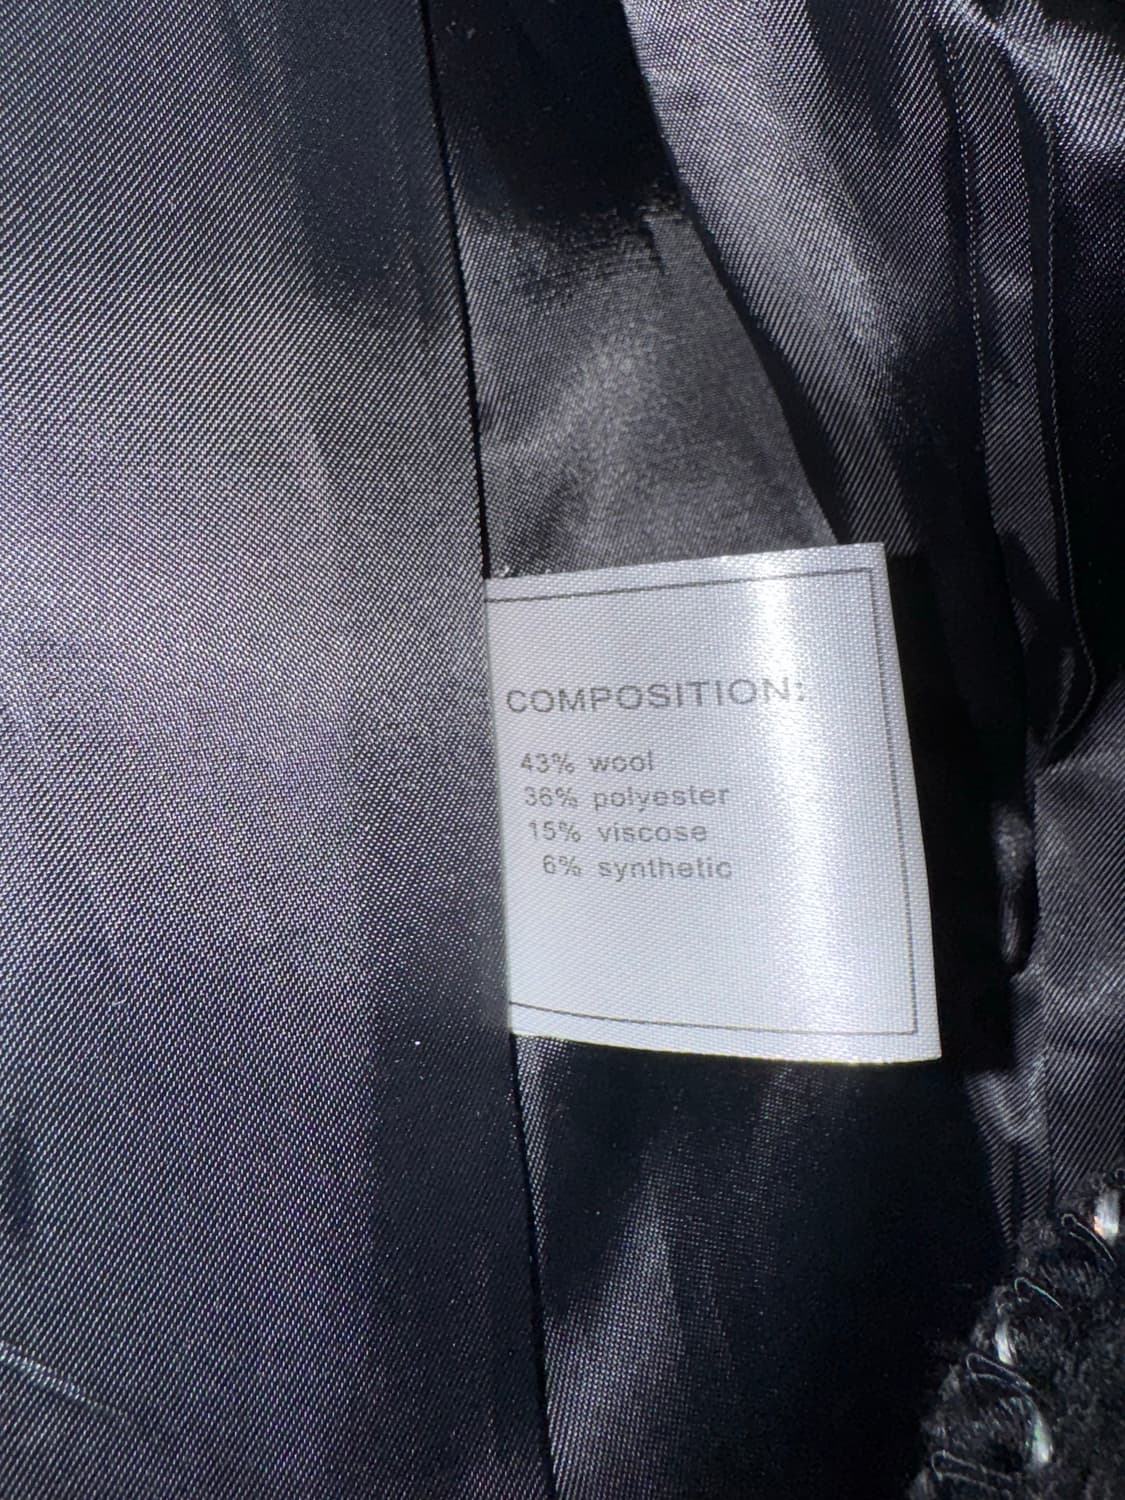 COMPOSITION:
43% wool
36% polyester
15% viscose
6% synthetic